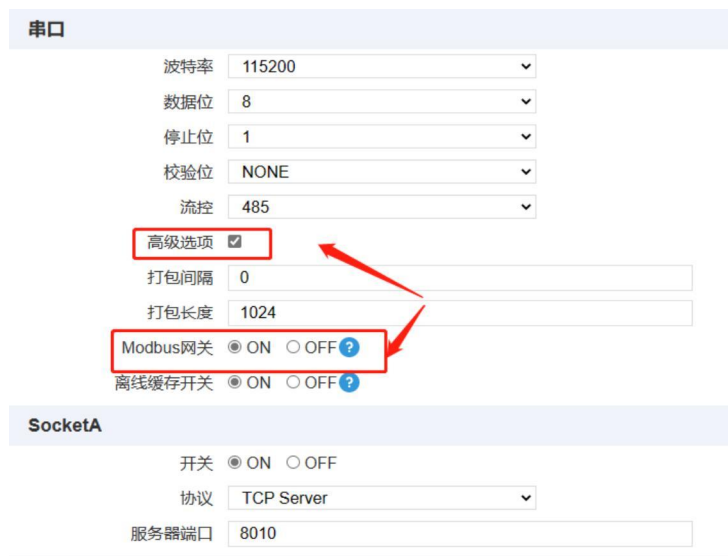 串口
波特率 115200
数据位 8
停止位 1
校验位 NONE
流控 485
高级选项
打包间隔 0
打包长度 1024
Modbus网关 ON OFF ?
离线缓存开关 ON OFF ?
SocketA
开关 ON OFF
协议 TCP Server
服务器端口 8010